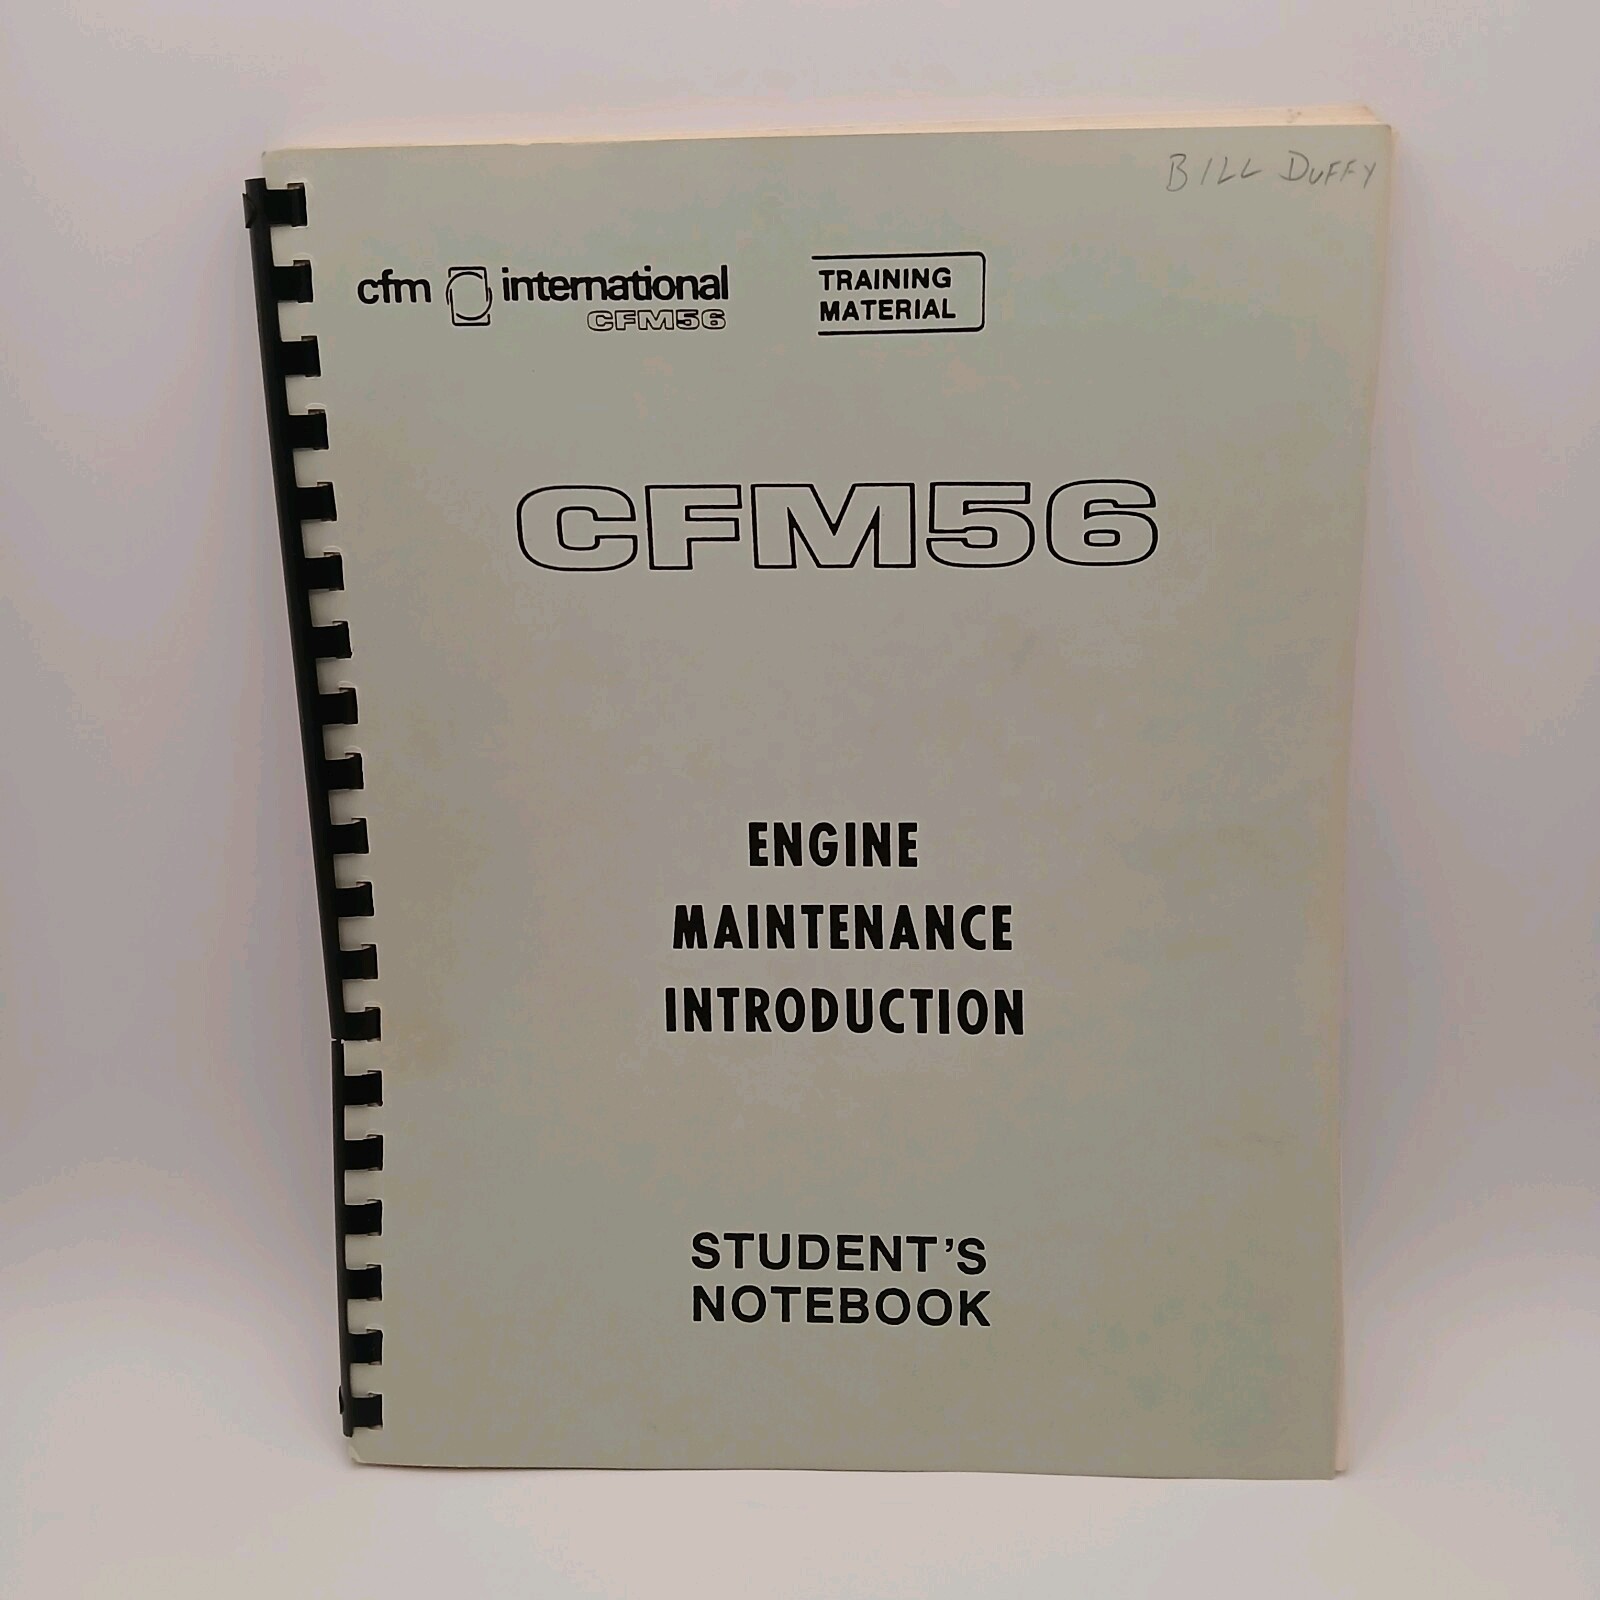 BILL DUFFY
cfm international
CFM56
TRAINING
MATERIAL
CFM56
ENGINE
MAINTENANCE
INTRODUCTION
STUDENT'S
NOTEBOOK